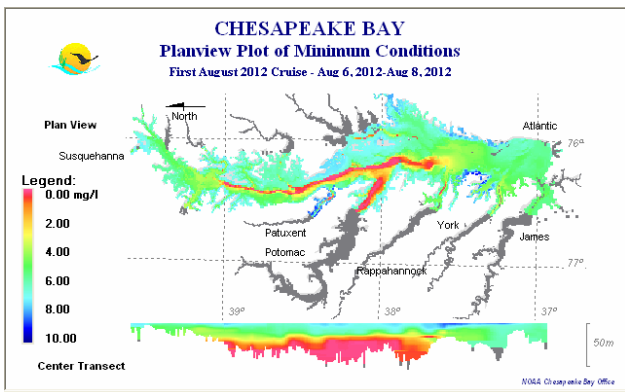 CHESAPEAKE BAY
Planview Plot of Minimum Conditions
First August 2012 Cruise - Aug 6, 2012-Aug 8, 2012
North
Atlantic
Plan View
76°
Susquehanna
Legend:
0.00 mg/l
2.00
4.00
6.00
8.00
10.00
Patuxent
York
James
Potomac
Rappahannock
77°
39°
38°
37°
50m
Center Transect
NOAA Chesapeake Bay Office